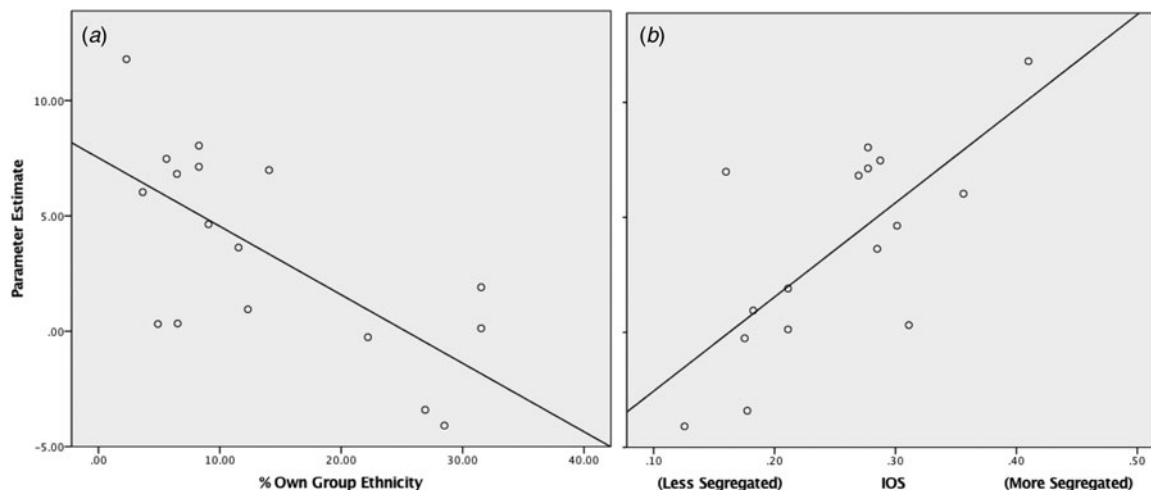 (a)
(b)
Parameter Estimate
10.00
5.00
.00
-5.00
.00 10.00 20.00 30.00 40.00
% Own Group Ethnicity
.10 .20 .30 .40 .50
(Less Segregated) IOS (More Segregated)